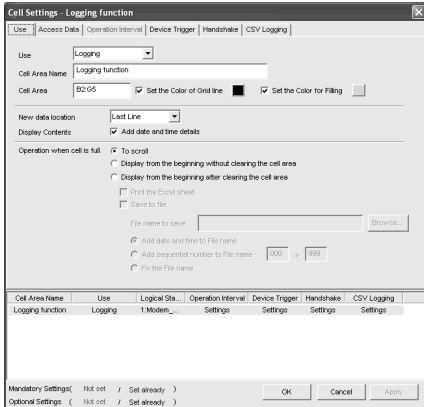 Cell Settings - Logging function
Use Access Data Operation Interval Device Trigger Handshake CSV Logging
Use Logging
Cell Area Name Logging function
Cell Area B2:G5 Set the Color of Grid line Set the Color for Filling
New data location Last Line
Display Contents Add date and time details
Operation when cell is full To scroll
Display from the beginning without clearing the cell area
Display from the beginning after clearing the cell area
Print the Excel sheet
Save to file
File name to save Browse...
Add date and time to File name
Add sequential number to File name 000 -> 999
Fix the File name
Cell Area Name Use Logical Sta... Operation Interval Device Trigger Handshake CSV Logging
Logging function Logging 1:Modem_... Settings Settings Settings Settings
Mandatory Settings( Not set / Set already )
Optional Settings ( Not set / Set already )
OK Cancel Apply